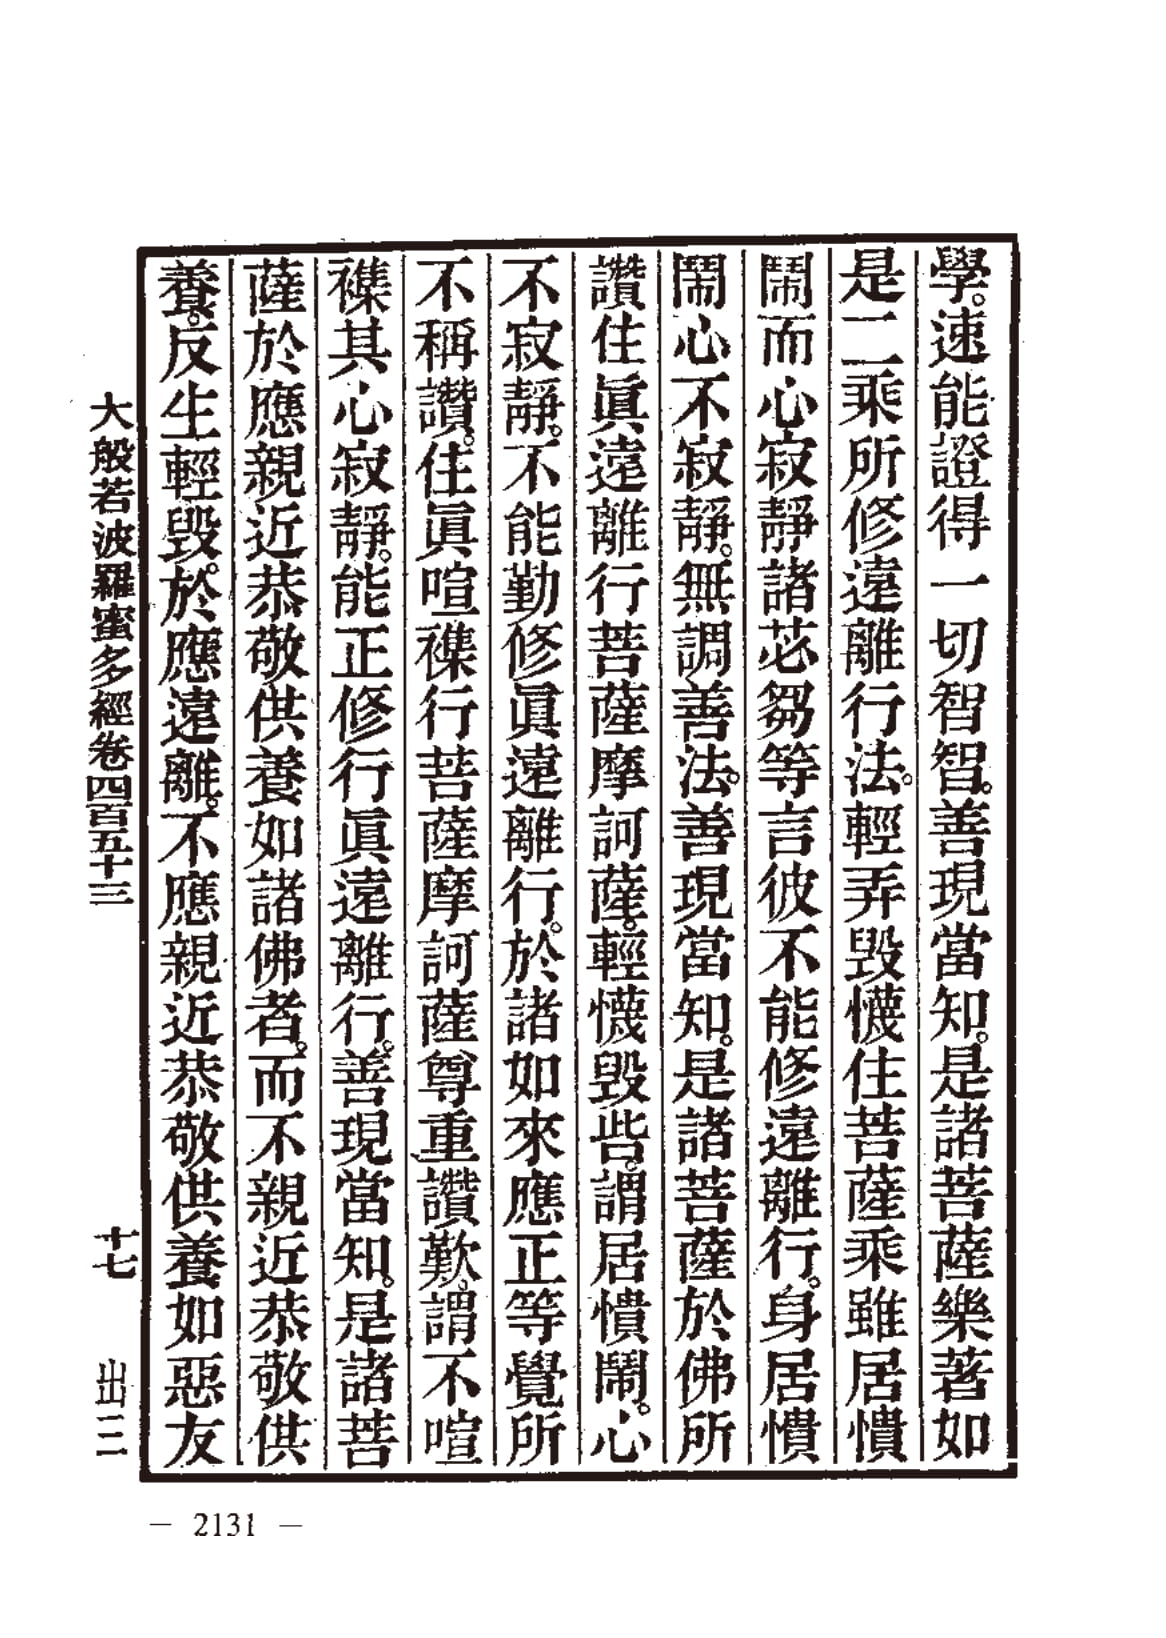 學。速能證得一切智智。善現當知。是諸菩薩樂著如
是二乘所修遠離行法。輕弄毀懱住菩薩乘雖居憒
鬧而心寂靜諸苾芻等言彼不能修遠離行。身居憒
鬧心不寂靜。無調善法。善現當知。是諸菩薩於佛所
讚住眞遠離行菩薩摩訶薩。輕懱毀呰。謂居憒鬧。心
不寂靜。不能勤修眞遠離行。於諸如來應正等覺所
不稱讚。住眞喧襍行菩薩摩訶薩尊重讚歎。謂不喧
襍其心寂靜。能正修行眞遠離行。善現當知。是諸菩
薩於應親近恭敬供養如諸佛者。而不親近恭敬供
養。反生輕毀。於應遠離。不應親近恭敬供養如惡友
大般若波羅蜜多經卷四百五十三 十七 出三
— 2131 —